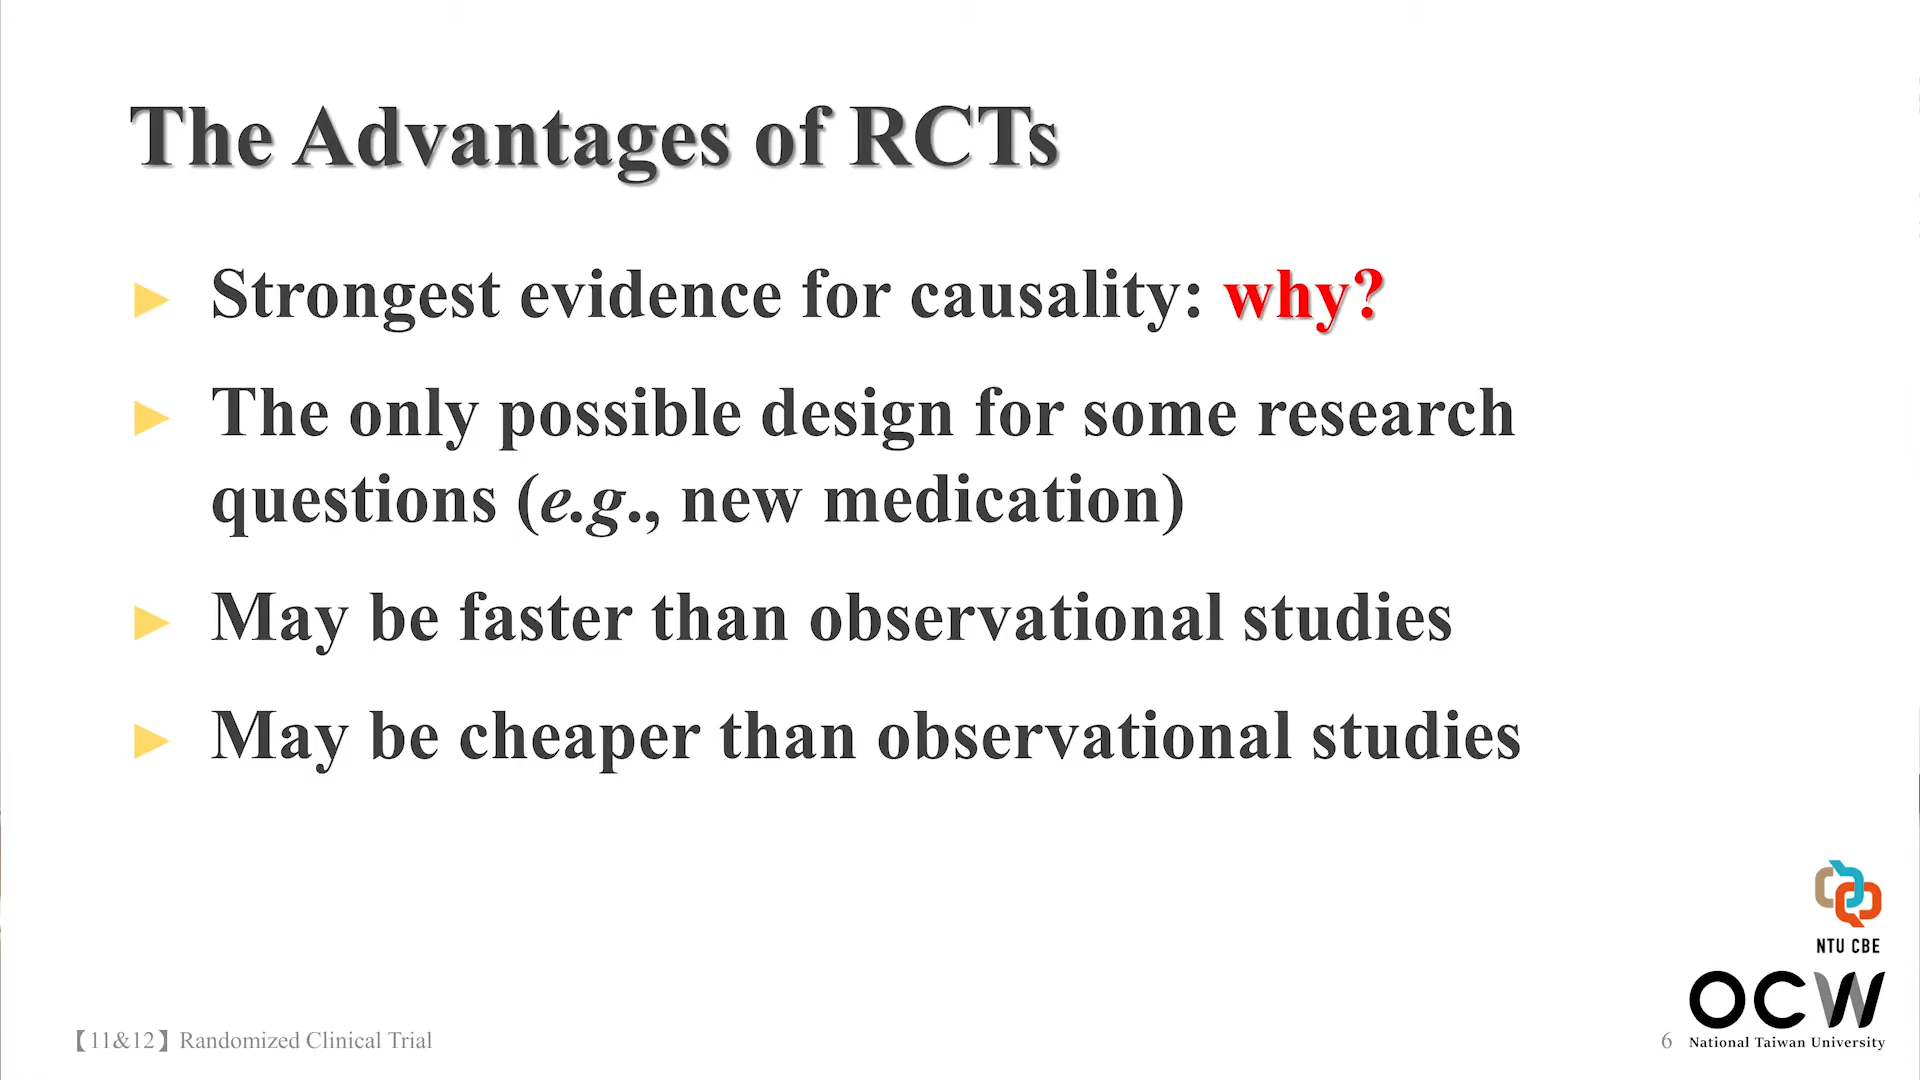 The Advantages of RCTs
► Strongest evidence for causality: why?
► The only possible design for some research
questions (e.g., new medication)
► May be faster than observational studies
► May be cheaper than observational studies
NTU CBE
OCW
National Taiwan University
【11&12】Randomized Clinical Trial
6